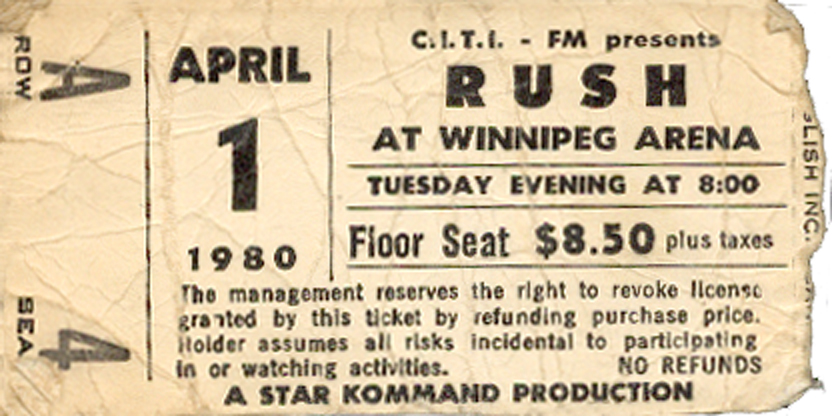 ROW A
SEA 4
APRIL
1
1980
C.I.T.I. - FM presents
RUSH
AT WINNIPEG ARENA
TUESDAY EVENING AT 8:00
Floor Seat $8.50 plus taxes
The management reserves the right to revoke license
granted by this ticket by refunding purchase price.
Holder assumes all risks incidental to participating
in or watching activities. NO REFUNDS
A STAR KOMMAND PRODUCTION
LISH INC.